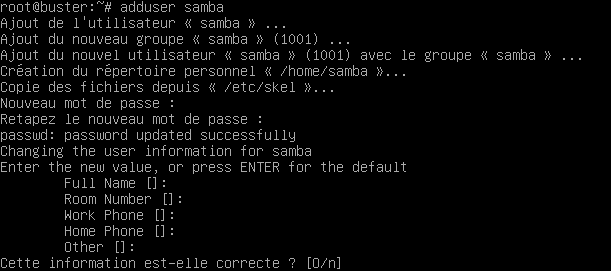 root@buster:~# adduser samba
Ajout de l'utilisateur « samba » ...
Ajout du nouveau groupe « samba » (1001) ...
Ajout du nouvel utilisateur « samba » (1001) avec le groupe « samba » ...
Création du répertoire personnel « /home/samba »...
Copie des fichiers depuis « /etc/skel »...
Nouveau mot de passe :
Retapez le nouveau mot de passe :
passwd: password updated successfully
Changing the user information for samba
Enter the new value, or press ENTER for the default
        Full Name []:
        Room Number []:
        Work Phone []:
        Home Phone []:
        Other []:
Cette information est-elle correcte ? [O/n]